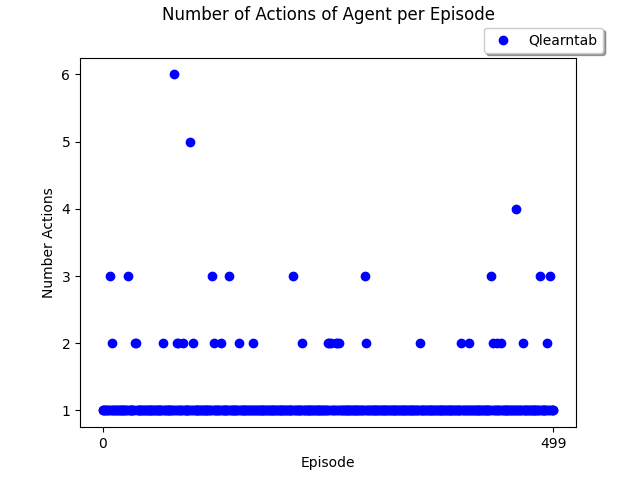 Number of Actions of Agent per Episode
Qlearntab
6
5
4
3
2
1
Number Actions
0
499
Episode